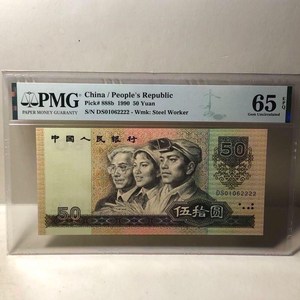 PMG
PAPER MONEY GUARANTY
China / People's Republic
Pick# 888b 1990 50 Yuan
S/N DS01062222 - Wmk: Steel Worker
65 EPQ
Gem Uncirculated
中国人民银行
50
DS01062222
50
伍拾圆